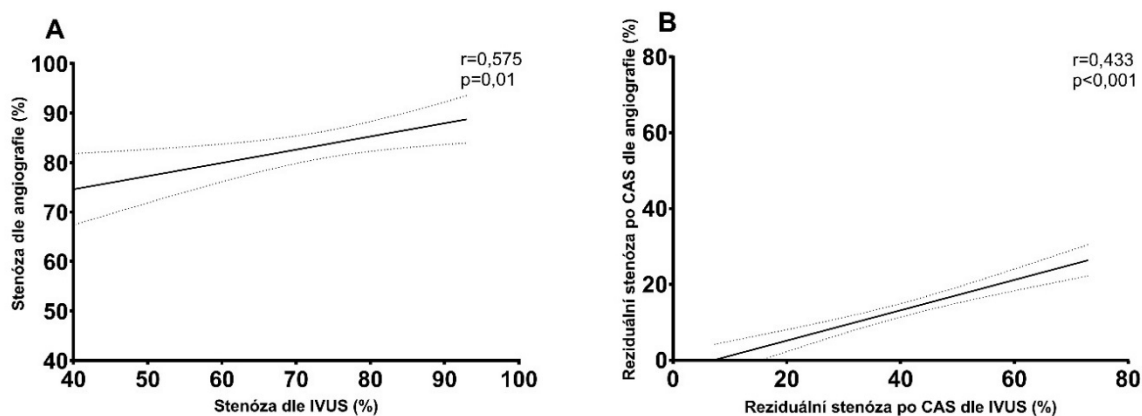 A
r=0,575
p=0,01
Stenóza dle angiografie (%)
100
90
80
70
60
50
40
40 50 60 70 80 90 100
Stenóza dle IVUS (%)
B
r=0,433
p<0,001
Reziduální stenóza po CAS dle angiografie (%)
80
60
40
20
0
0 20 40 60 80
Reziduální stenóza po CAS dle IVUS (%)